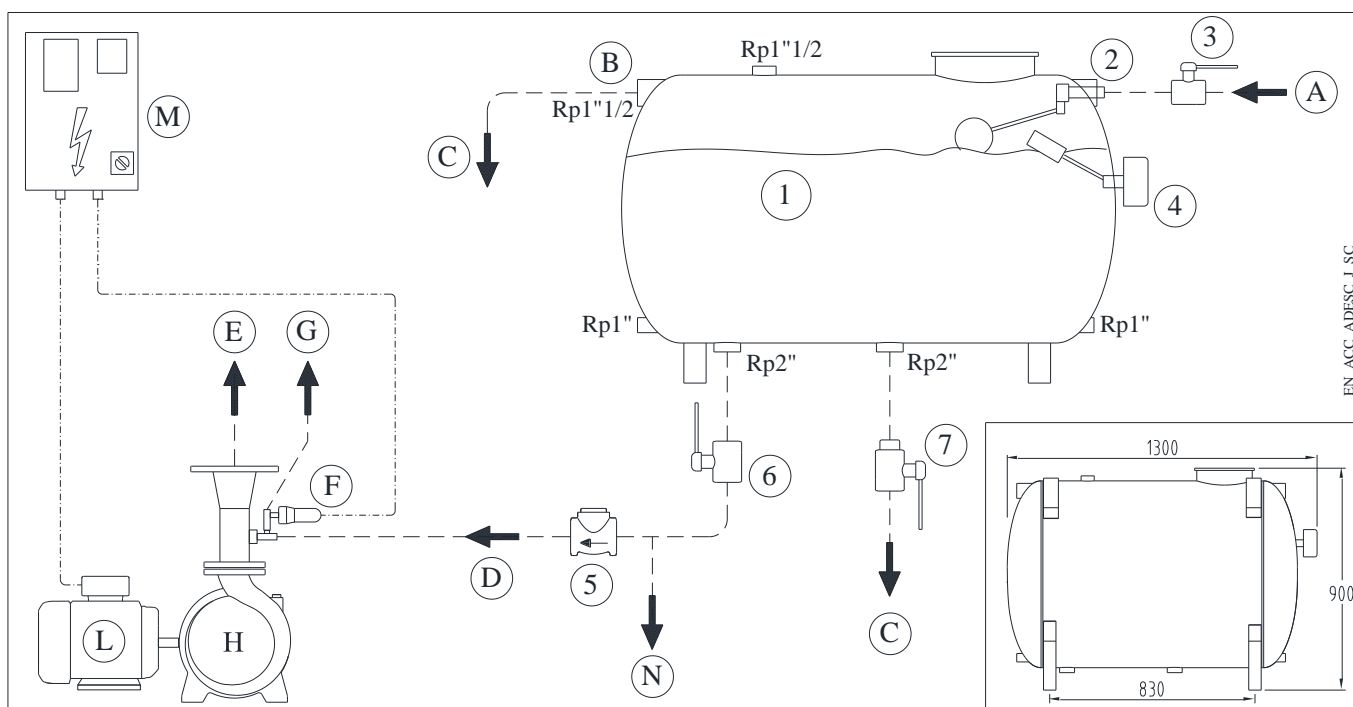 Rp1"1/2
3
B
2
M
Rp1"1/2
A
C
1
4
EN_ACC_ADESC_J_SC
Rp1"
Rp1"
E
G
Rp2"
Rp2"
7
1300
6
F
D
5
900
L
H
C
N
830